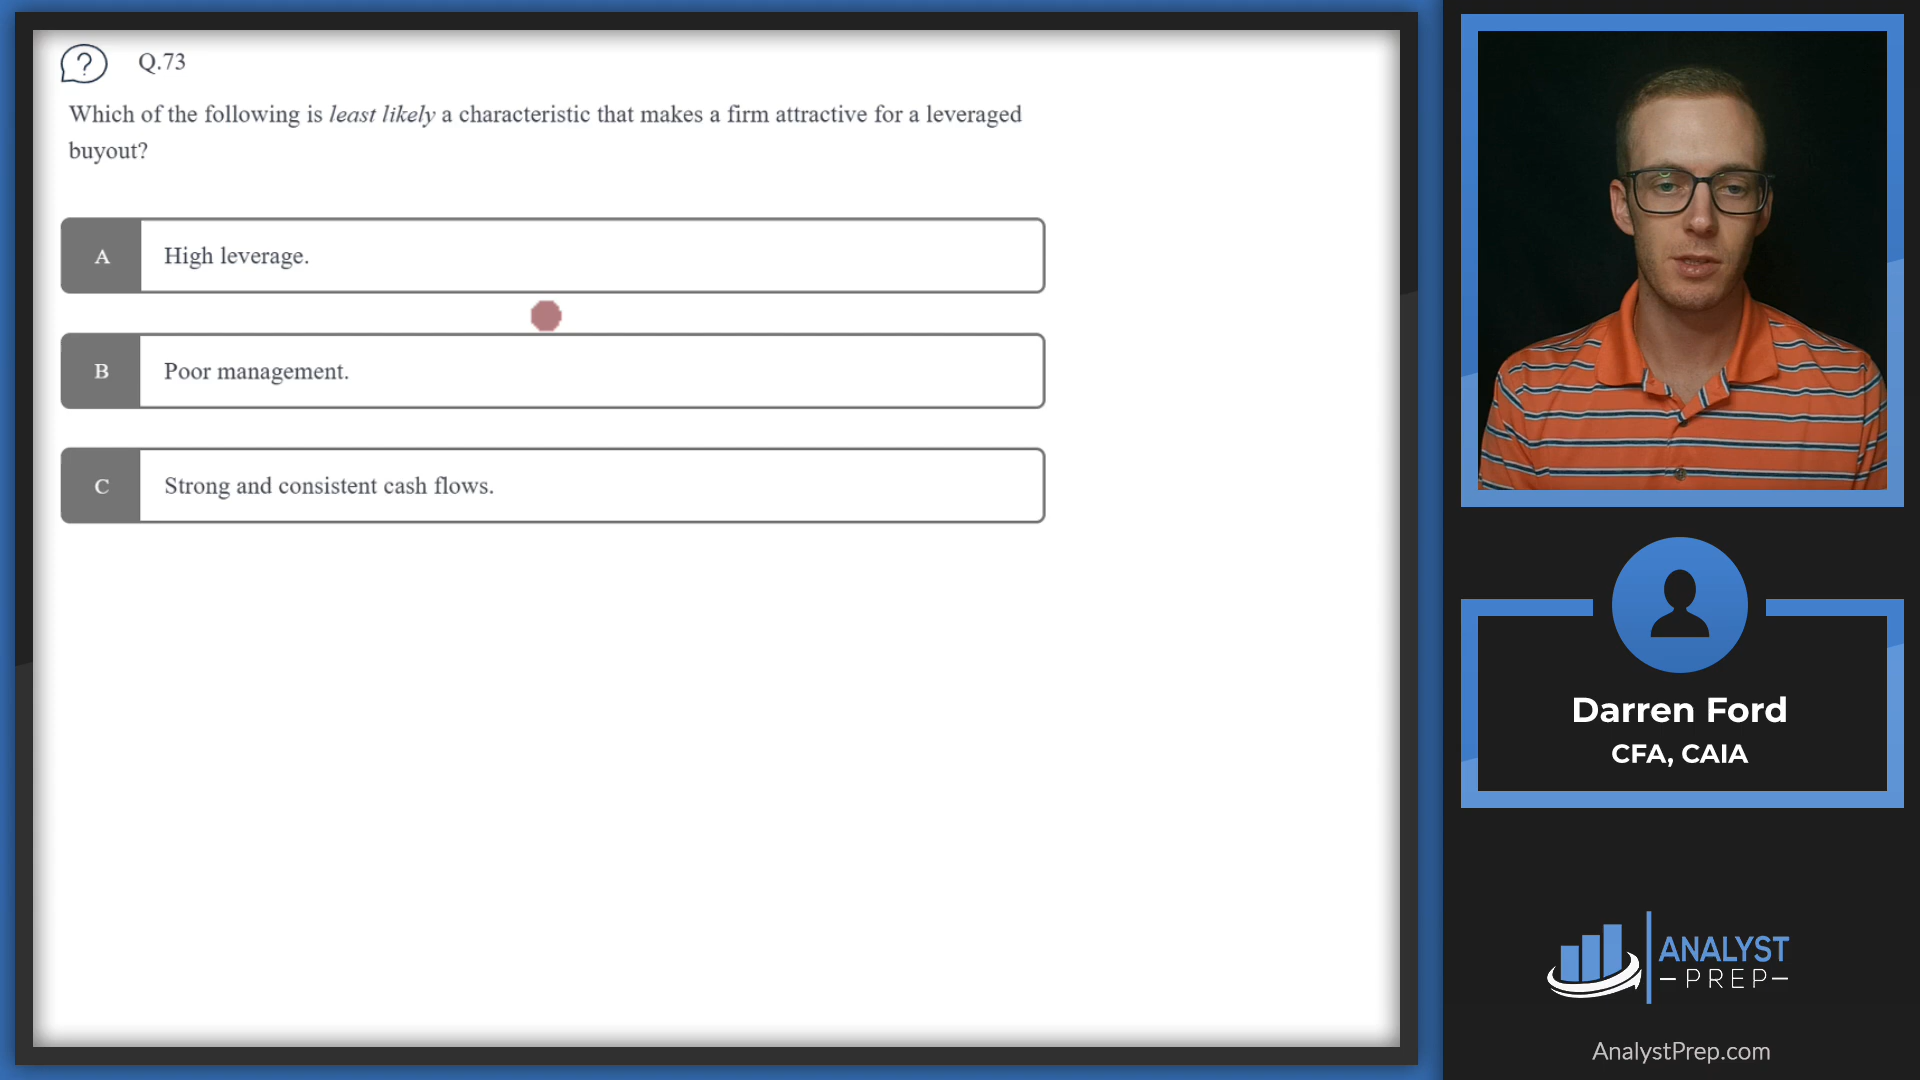 ?
Q.73
Which of the following is least likely a characteristic that makes a firm attractive for a leveraged
buyout?
A
High leverage.
B
Poor management.
C
Strong and consistent cash flows.
Darren Ford
CFA, CAIA
ANALYST
PREP
AnalystPrep.com